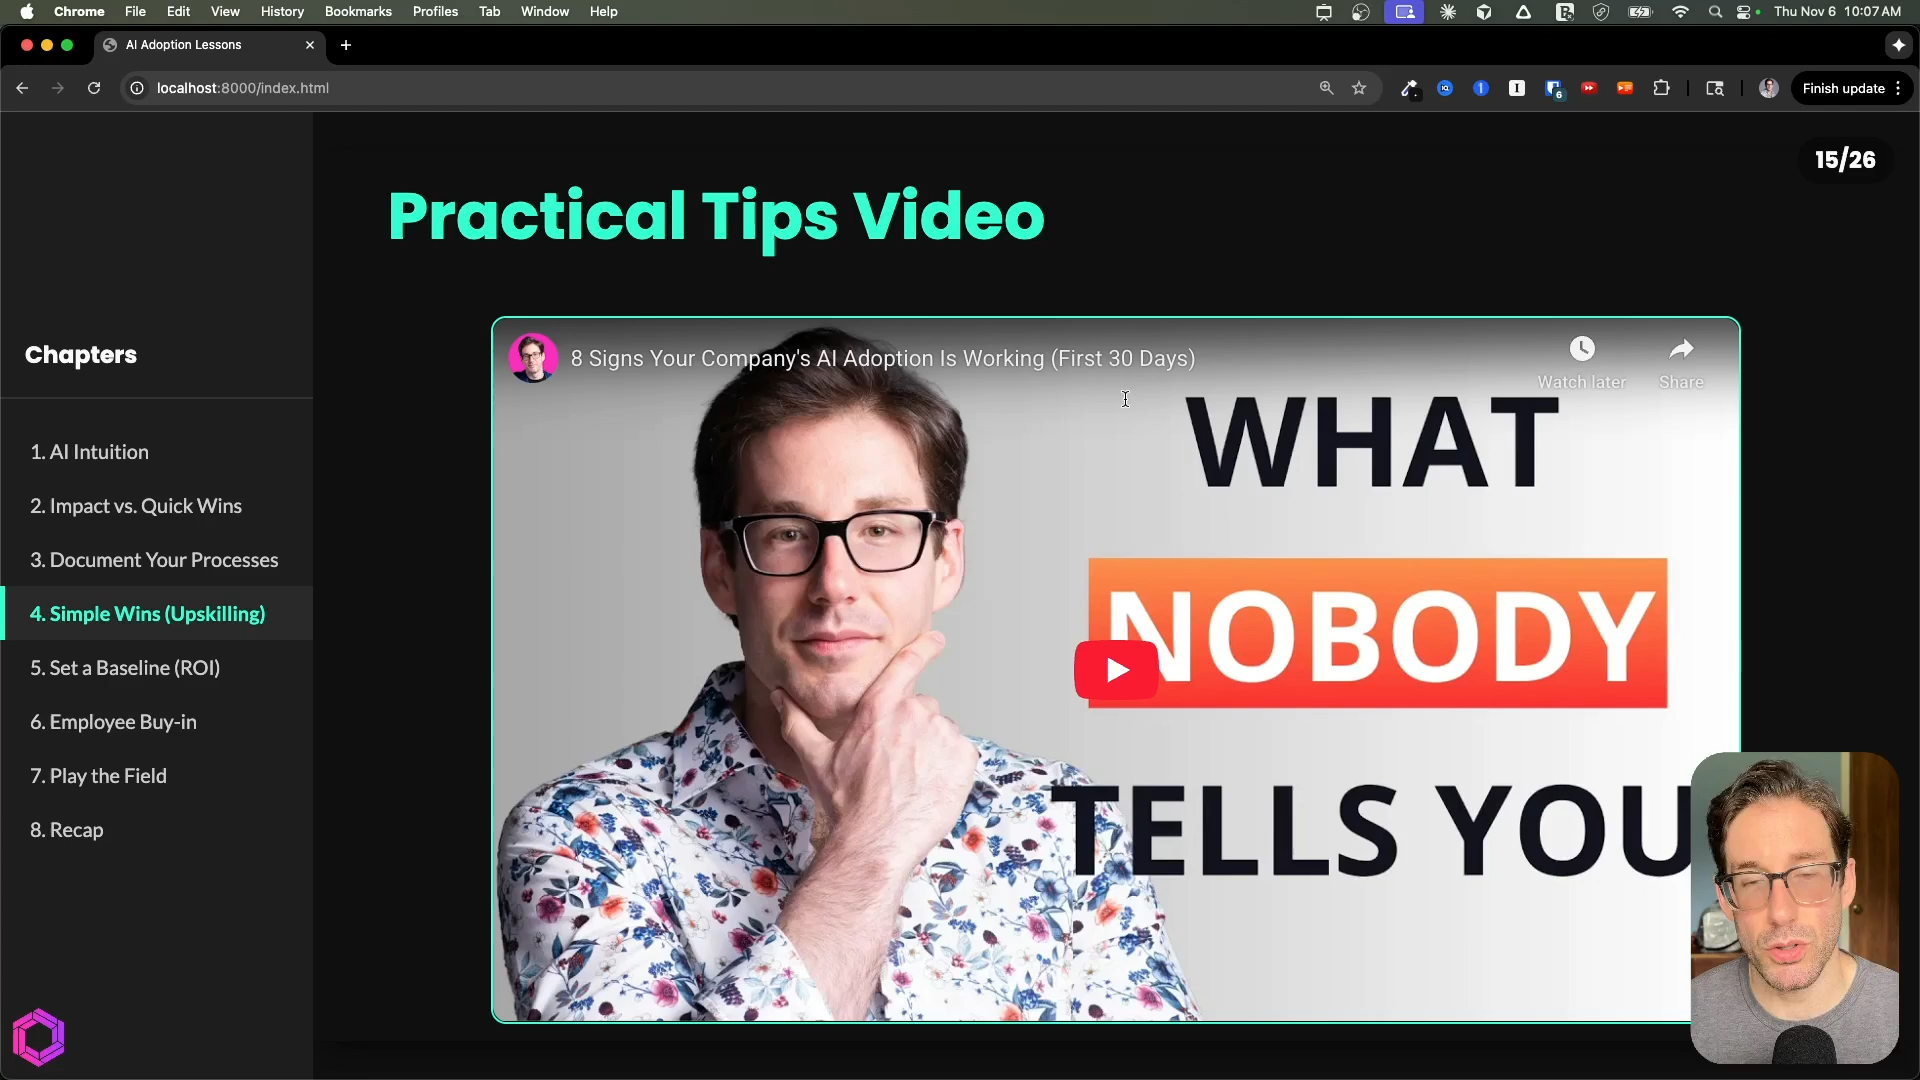 Chrome File Edit View History Bookmarks Profiles Tab Window Help
Thu Nov 6 10:07 AM
AI Adoption Lessons
localhost:8000/index.html
6
Finish update
15/26
Practical Tips Video
Chapters
1. AI Intuition
2. Impact vs. Quick Wins
3. Document Your Processes
4. Simple Wins (Upskilling)
5. Set a Baseline (ROI)
6. Employee Buy-in
7. Play the Field
8. Recap
8 Signs Your Company's AI Adoption Is Working (First 30 Days)
Watch later
Share
WHAT
NOBODY
TELLS YOU